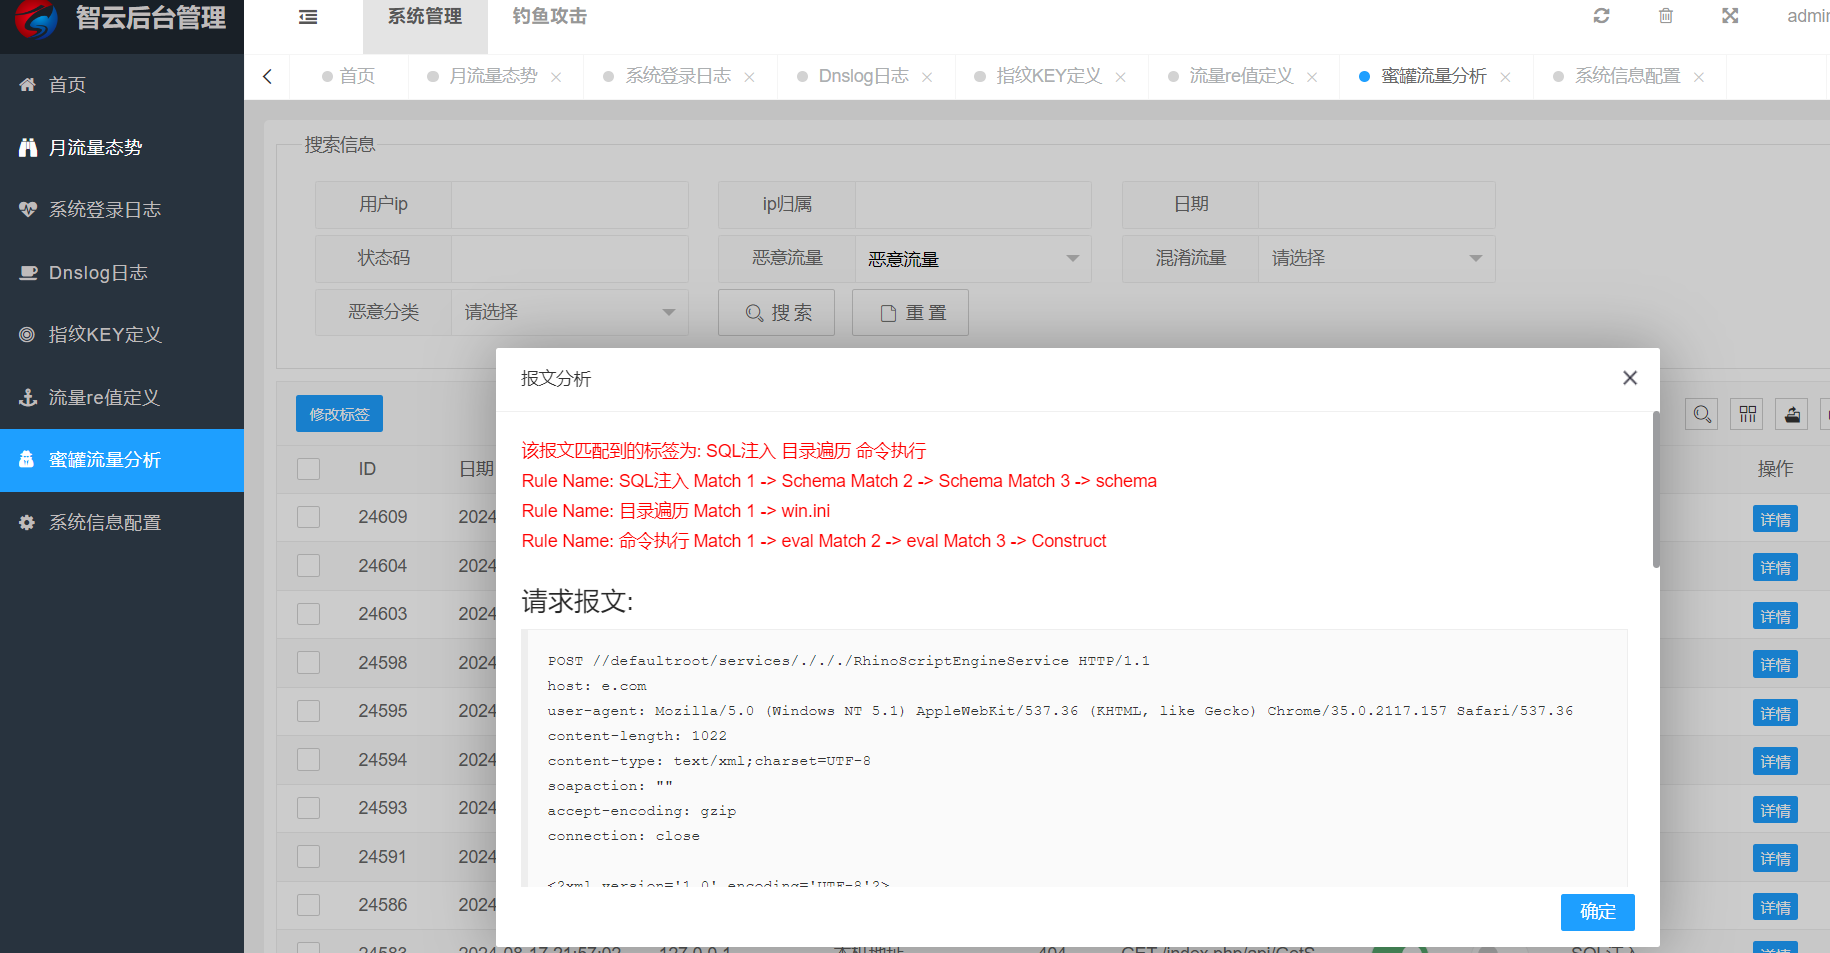 智云后台管理
系统管理 钓鱼攻击
首页 月流量态势 系统登录日志 Dnslog日志 指纹KEY定义 流量re值定义 蜜罐流量分析 系统信息配置
首页
月流量态势
系统登录日志
Dnslog日志
指纹KEY定义
流量re值定义
蜜罐流量分析
系统信息配置
搜索信息
用户ip ip归属 日期
状态码 恶意流量 恶意流量 混淆流量 请选择
恶意分类 请选择 搜 索 重 置
修改标签
ID 日期 操作
24609 2024 详情
24604 2024 详情
24603 2024 详情
24598 2024 详情
24595 2024 详情
24594 2024 详情
24593 2024 详情
24591 2024 详情
24586 2024 详情
24583 2024-08-17 21:57:02 127.0.0.1 本机地址 404 GET /index.php/api/GetS SQL注入 详情
报文分析
该报文匹配到的标签为: SQL注入 目录遍历 命令执行
Rule Name: SQL注入 Match 1 -> Schema Match 2 -> Schema Match 3 -> schema
Rule Name: 目录遍历 Match 1 -> win.ini
Rule Name: 命令执行 Match 1 -> eval Match 2 -> eval Match 3 -> Construct
请求报文:
POST //defaultroot/services/./././RhinoScriptEngineService HTTP/1.1
host: e.com
user-agent: Mozilla/5.0 (Windows NT 5.1) AppleWebKit/537.36 (KHTML, like Gecko) Chrome/35.0.2117.157 Safari/537.36
content-length: 1022
content-type: text/xml;charset=UTF-8
soapaction: ""
accept-encoding: gzip
connection: close
<?xml version='1.0' encoding='UTF-8'?>
确定